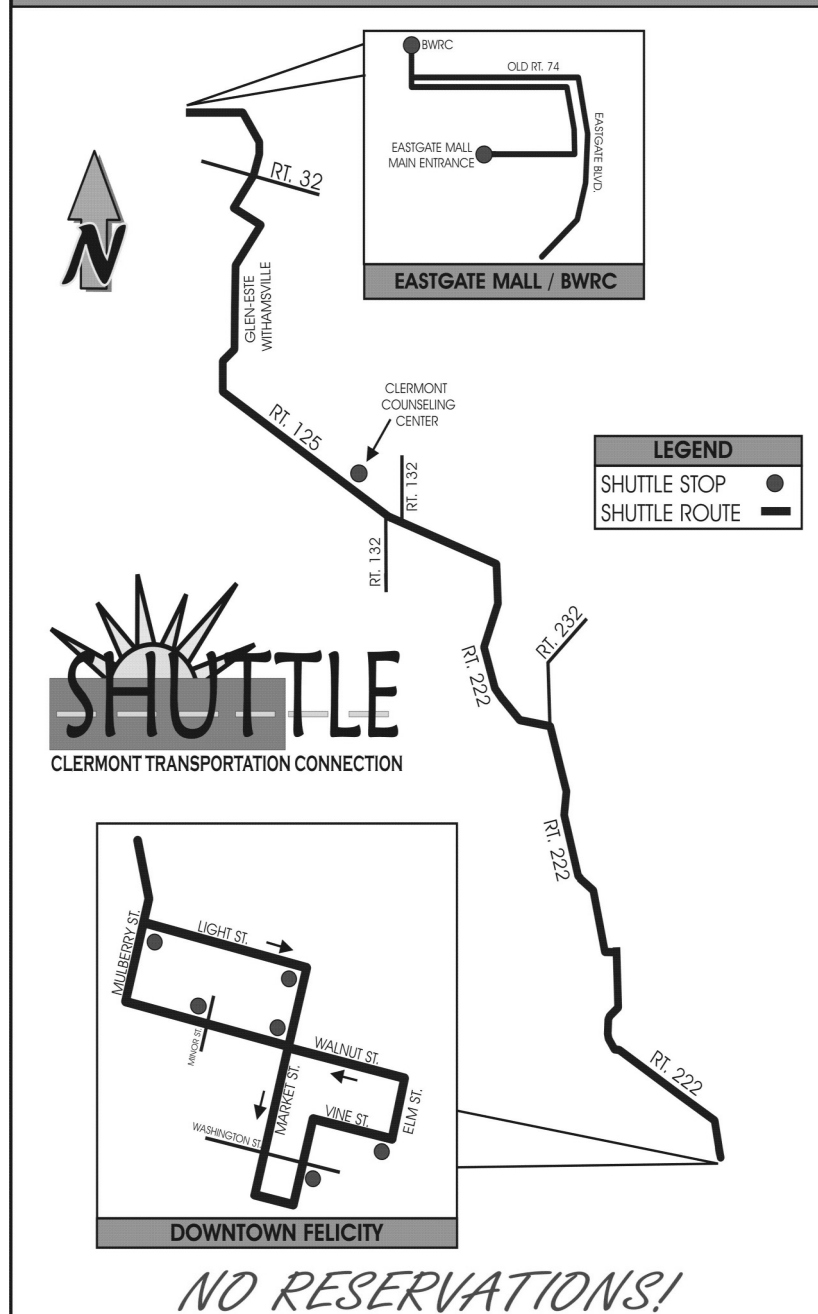 BWRC
OLD RT. 74
EASTGATE BLVD.
EASTGATE MALL
MAIN ENTRANCE
EASTGATE MALL / BWRC
N
RT. 32
GLEN-ESTE
WITHAMSVILLE
RT. 125
CLERMONT
COUNSELING
CENTER
RT. 132
RT. 132
LEGEND
SHUTTLE STOP
SHUTTLE ROUTE
RT. 232
RT. 222
SHUTTLE
CLERMONT TRANSPORTATION CONNECTION
RT. 222
RT. 222
MULBERRY ST.
LIGHT ST.
MINOR ST.
WALNUT ST.
MARKET ST.
VINE ST.
ELM ST.
WASHINGTON ST.
DOWNTOWN FELICITY
NO RESERVATIONS!